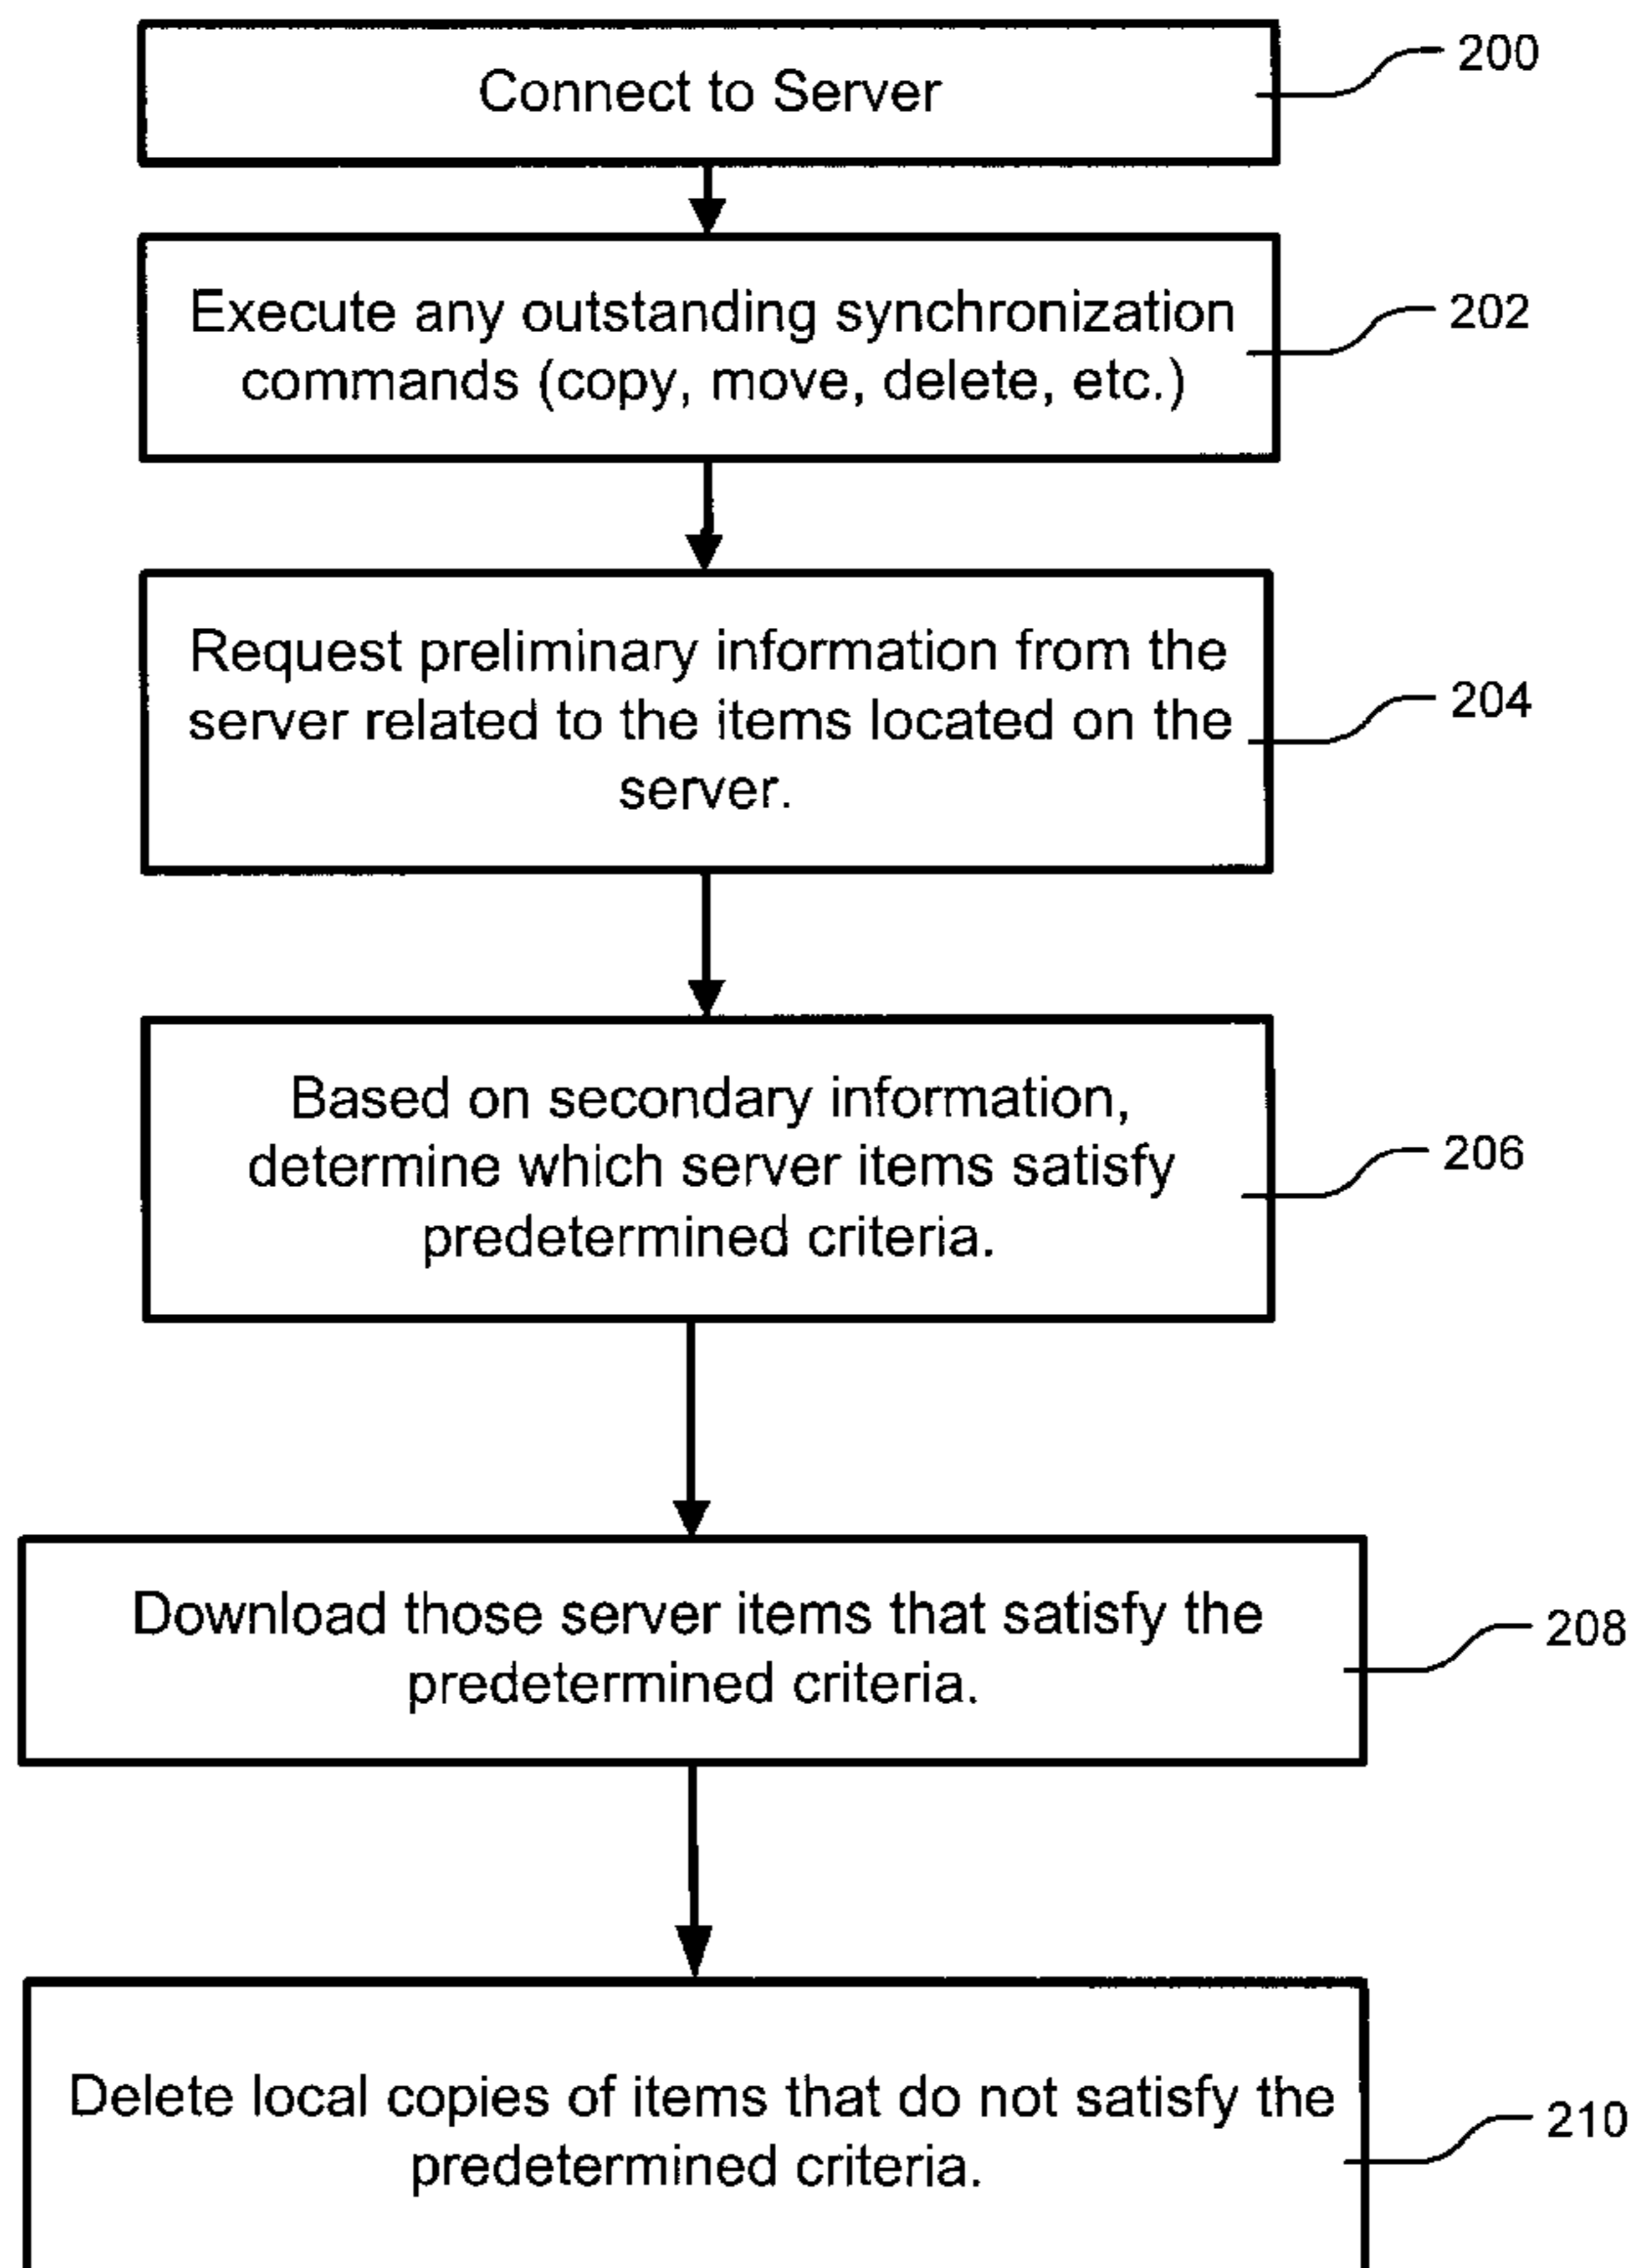 Connect to Server
200
Execute any outstanding synchronization
commands (copy, move, delete, etc.)
202
Request preliminary information from the
server related to the items located on the
server.
204
Based on secondary information,
determine which server items satisfy
predetermined criteria.
206
Download those server items that satisfy the
predetermined criteria.
208
Delete local copies of items that do not satisfy the
predetermined criteria.
210